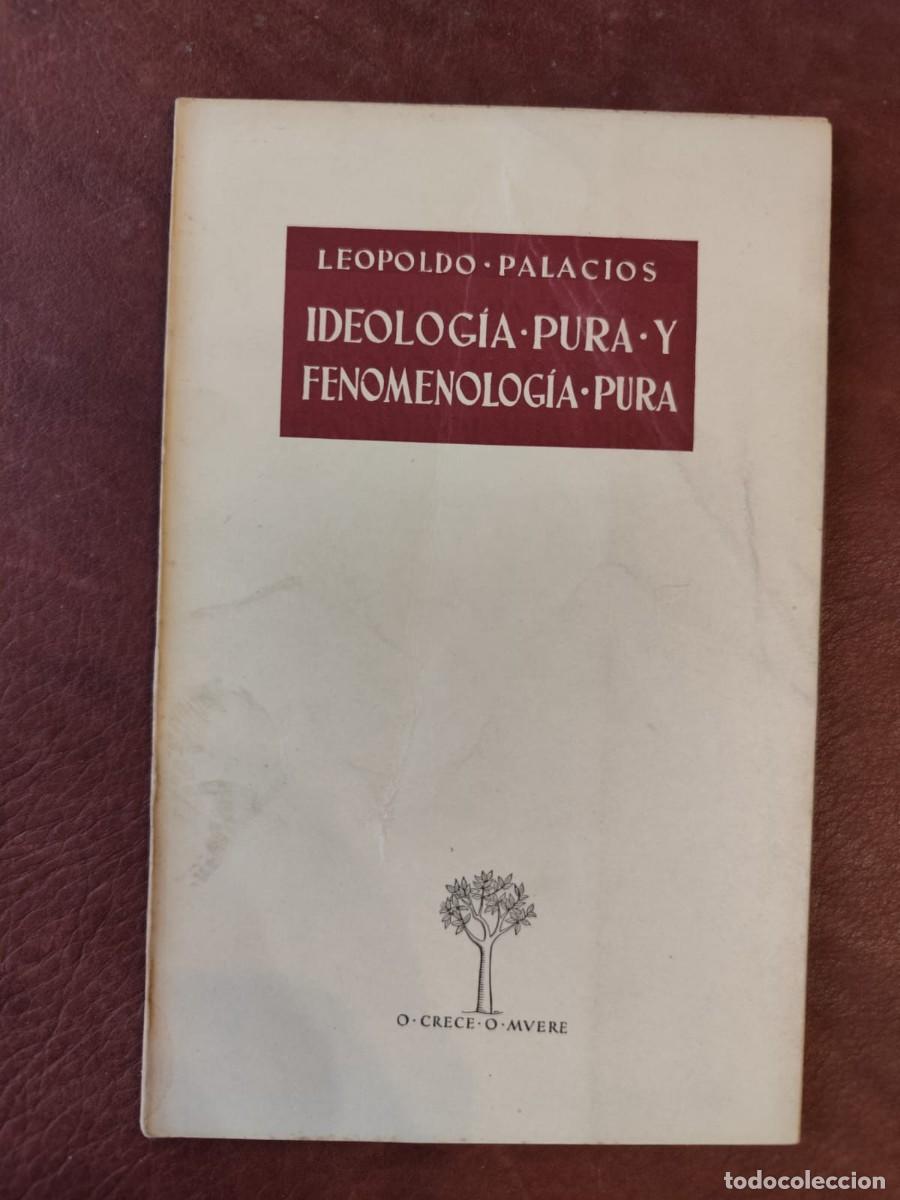 LEOPOLDO · PALACIOS
IDEOLOGÍA · PURA · Y
FENOMENOLOGÍA · PURA
O · CRECE · O · MVERE
todocoleccion